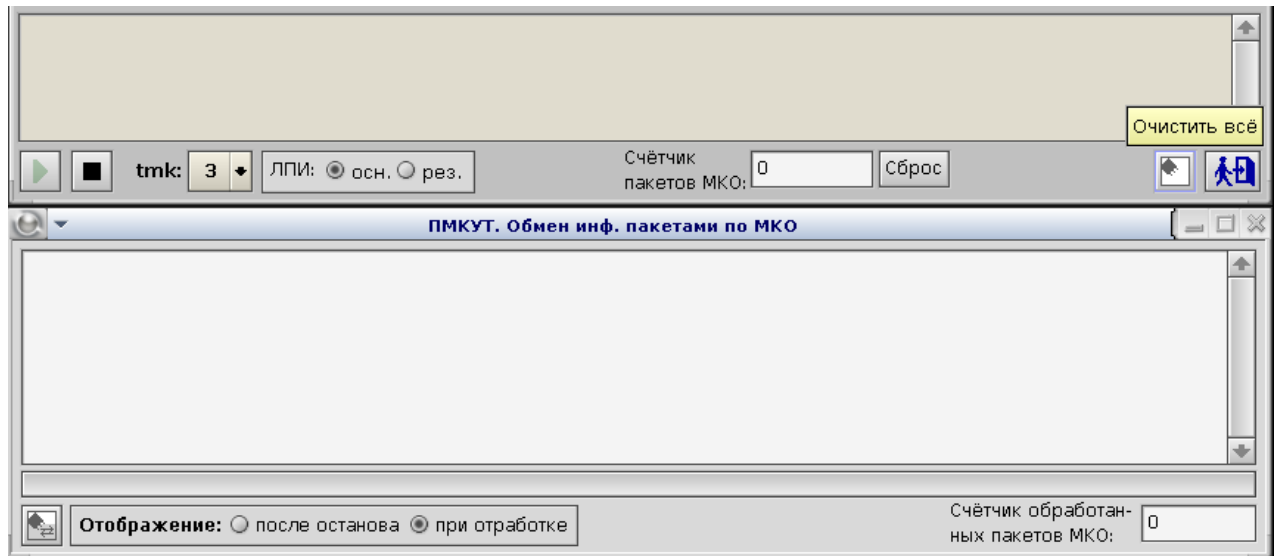 Очистить всё
tmk: 3 ЛПИ: осн. рез. Счётчик пакетов МКО: 0 Сброс
ПМКУТ. Обмен инф. пакетами по МКО
Отображение: после останова при отработке Счётчик обработан-
ных пакетов МКО: 0